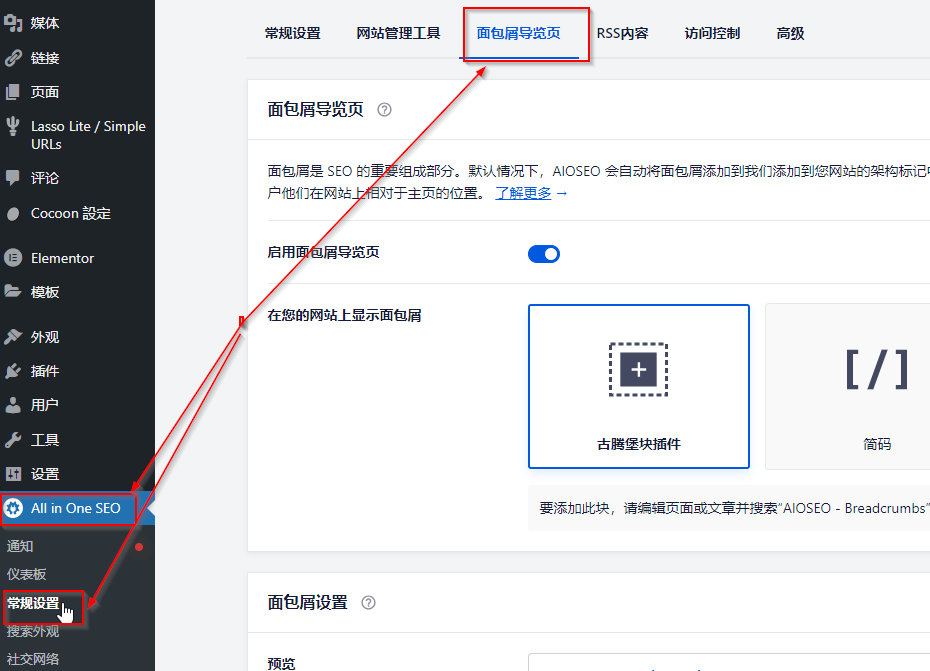 媒体
链接
页面
Lasso Lite / Simple
URLs
评论
Cocoon 設定
Elementor
模板
外观
插件
用户
工具
设置
All in One SEO
通知
仪表板
常规设置
搜索外观
社交网络
常规设置 网站管理工具 面包屑导览页 RSS内容 访问控制 高级
面包屑导览页
面包屑是 SEO 的重要组成部分。默认情况下，AIOSEO 会自动将面包屑添加到我们添加到您网站的架构标记
户他们在网站上相对于主页的位置。 了解更多 →
启用面包屑导览页
在您的网站上显示面包屑
+
古腾堡块插件
[/]
简码
要添加此块，请编辑页面或文章并搜索“AIOSEO - Breadcrumbs”
面包屑设置
预览